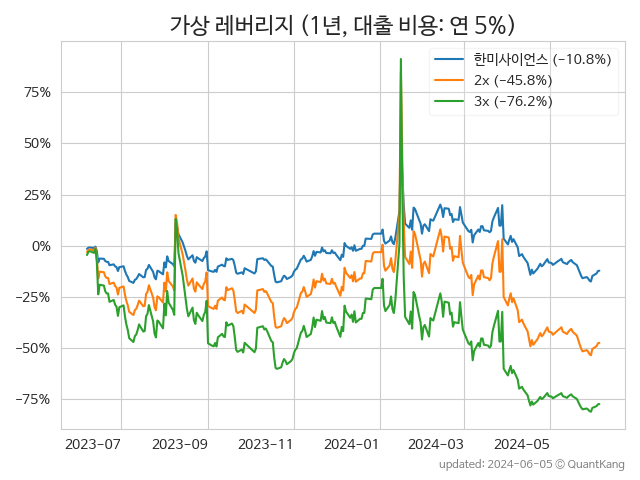 가상 레버리지 (1년, 대출 비용: 연 5%)
한미사이언스 (−10.8%)
2x (−45.8%)
3x (−76.2%)
75%
50%
25%
0%
−25%
−50%
−75%
2023-07 2023-09 2023-11 2024-01 2024-03 2024-05
updated: 2024-06-05 © QuantKang